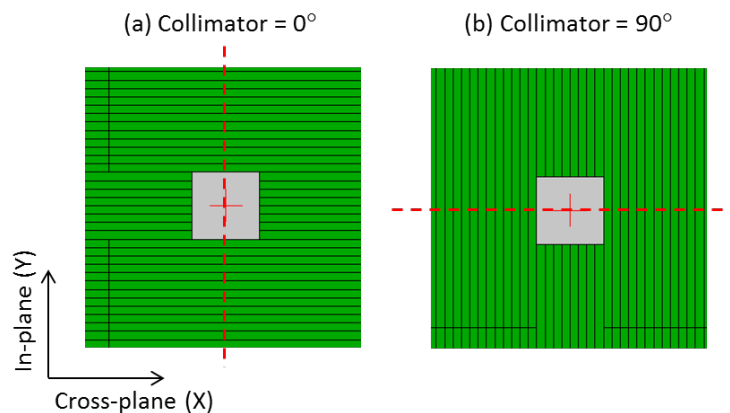 (a) Collimator = 0°
(b) Collimator = 90°
In-plane (Y)
Cross-plane (X)